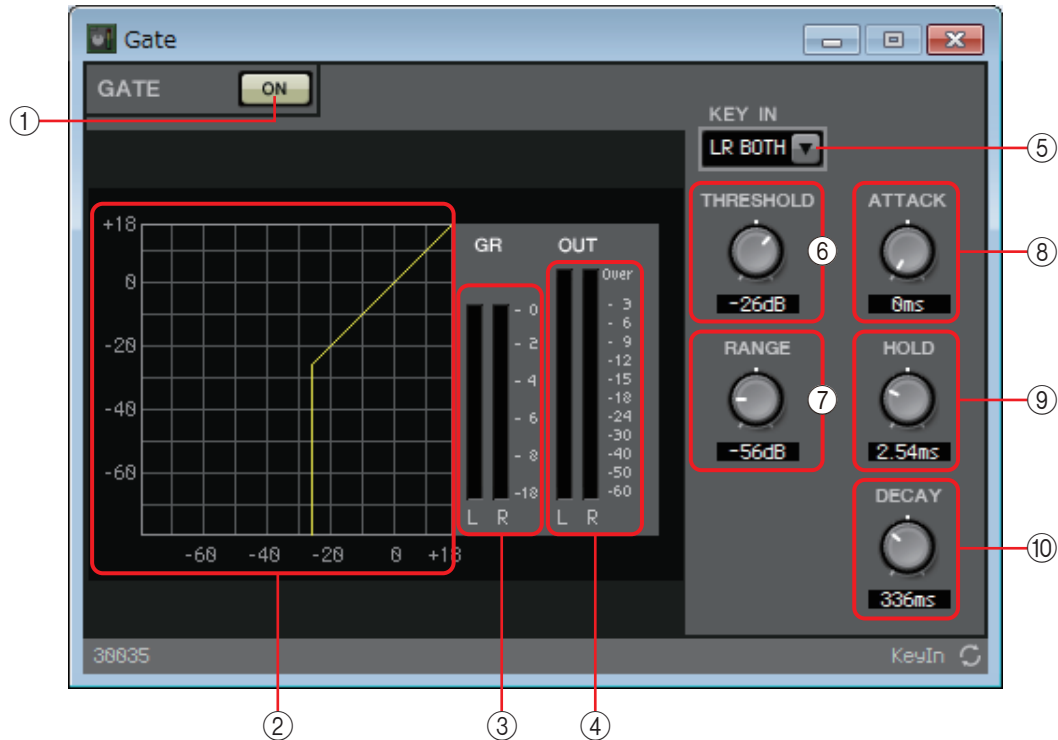 Gate
GATE
ON
①
KEY IN
LR BOTH
⑤
THRESHOLD
ATTACK
⑥
⑧
-26dB
0ms
RANGE
HOLD
⑦
⑨
-56dB
2.54ms
DECAY
⑩
336ms
+18
0
-20
-40
-60
-60 -40 -20 0 +18
GR
0
2
4
6
8
-18
L R
OUT
Over
- 3
- 6
- 9
-12
-15
-18
-24
-30
-40
-50
-60
L R
30035
KeyIn
②
③
④